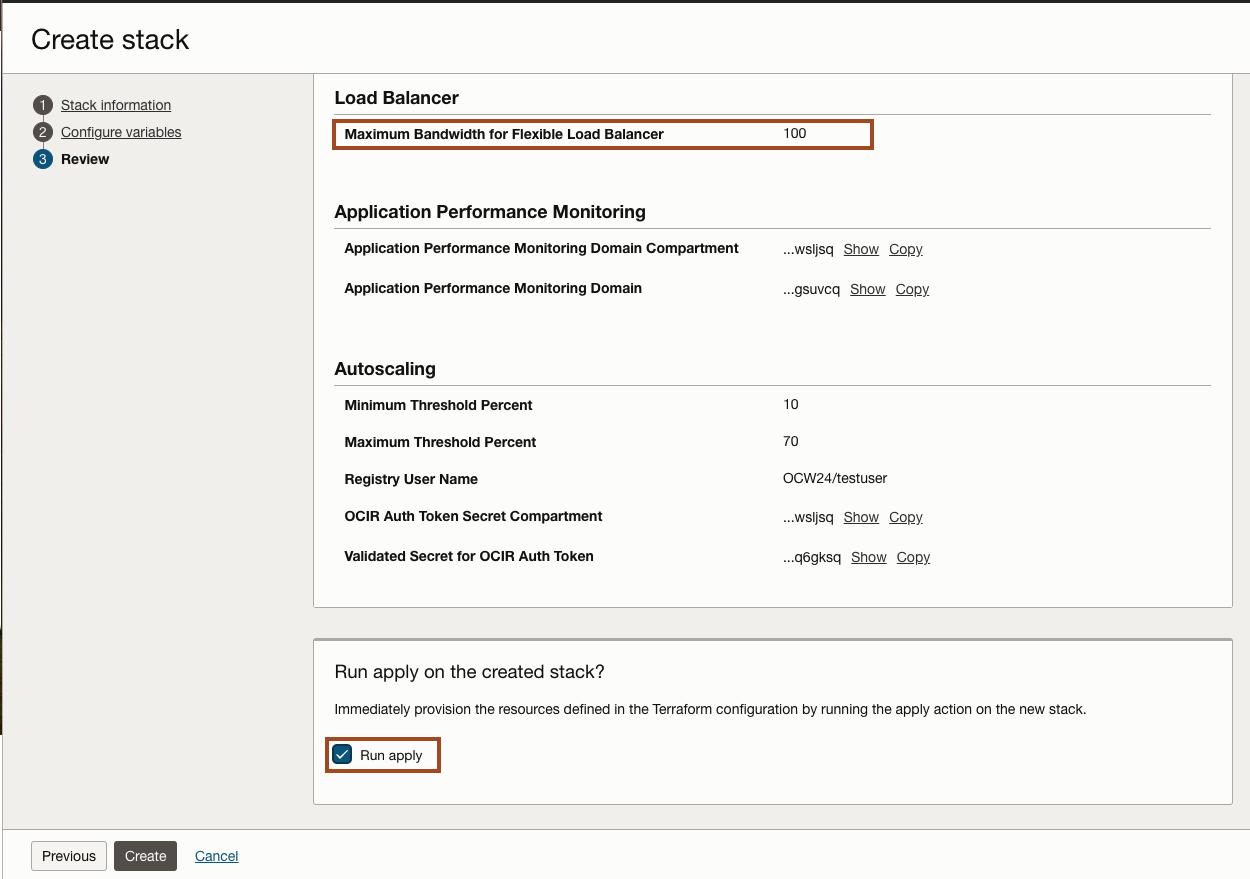 Create stack
1 Stack information
2 Configure variables
3 Review
Load Balancer
Maximum Bandwidth for Flexible Load Balancer 100
Application Performance Monitoring
Application Performance Monitoring Domain Compartment ...wsljsq Show Copy
Application Performance Monitoring Domain ...gsuvcq Show Copy
Autoscaling
Minimum Threshold Percent 10
Maximum Threshold Percent 70
Registry User Name OCW24/testuser
OCIR Auth Token Secret Compartment ...wsljsq Show Copy
Validated Secret for OCIR Auth Token ...q6gksq Show Copy
Run apply on the created stack?
Immediately provision the resources defined in the Terraform configuration by running the apply action on the new stack.
Run apply
Previous Create Cancel